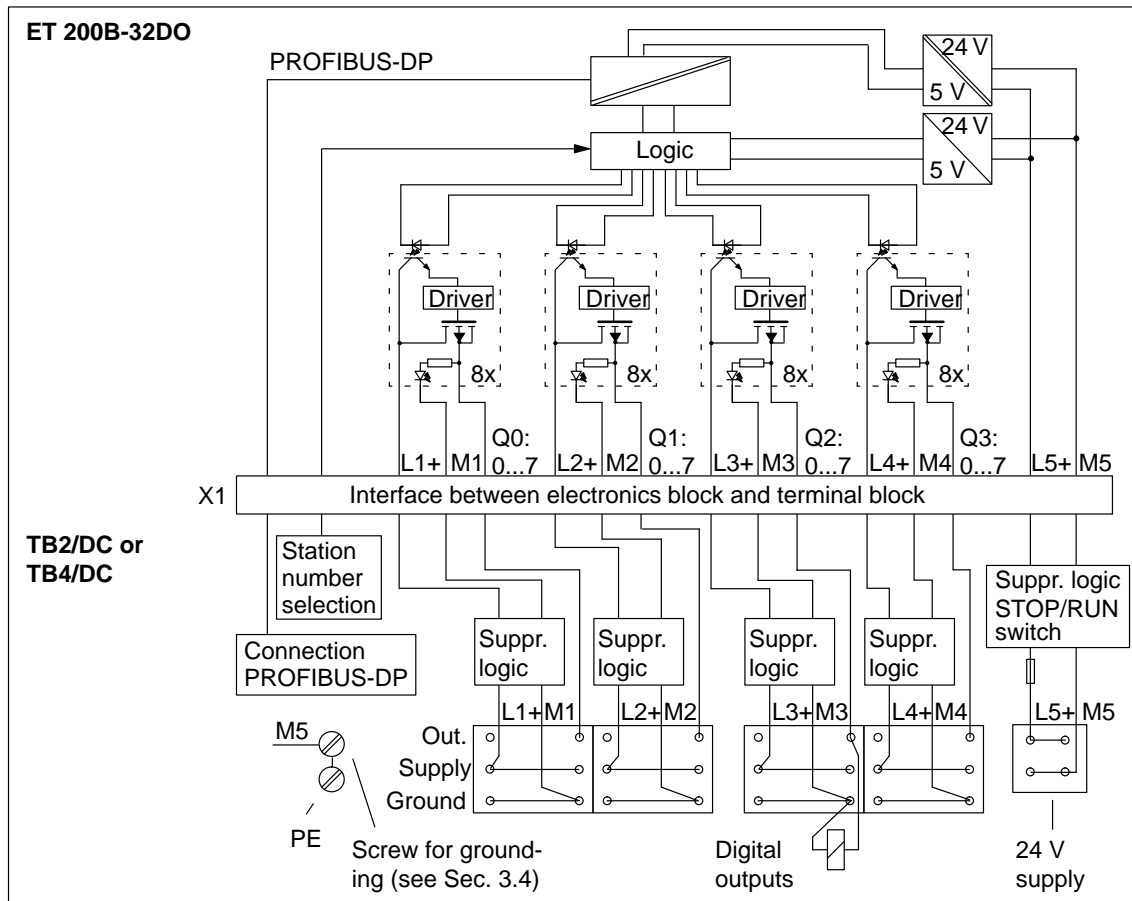 ET 200B-32DO
PROFIBUS-DP
24 V
5 V
24 V
5 V
Logic
Driver
Driver
Driver
Driver
8x
8x
8x
8x
L1+ M1 Q0:
0...7
L2+ M2 Q1:
0...7
L3+ M3 Q2:
0...7
L4+ M4 Q3:
0...7
L5+ M5
X1
Interface between electronics block and terminal block
TB2/DC or
TB4/DC
Station
number
selection
Connection
PROFIBUS-DP
Suppr.
logic
Suppr.
logic
Suppr.
logic
Suppr.
logic
Suppr. logic
STOP/RUN
switch
L1+M1
L2+M2
L3+M3
L4+M4
L5+ M5
M5
Out.
Supply
Ground
PE
Screw for ground-
ing (see Sec. 3.4)
Digital
outputs
24 V
supply